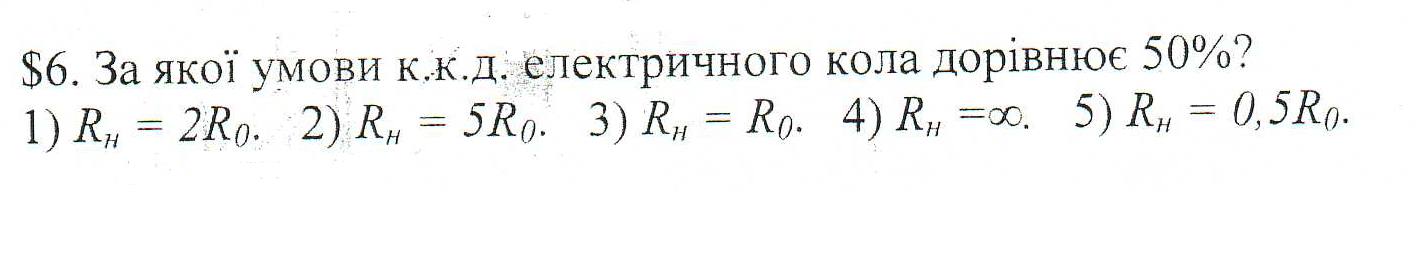 $6. За якої умови к.к.д. електричного кола дорівнює 50%?
1) Rн = 2R0. 2) Rн = 5R0. 3) Rн = R0. 4) Rн =∞. 5) Rн = 0,5R0.